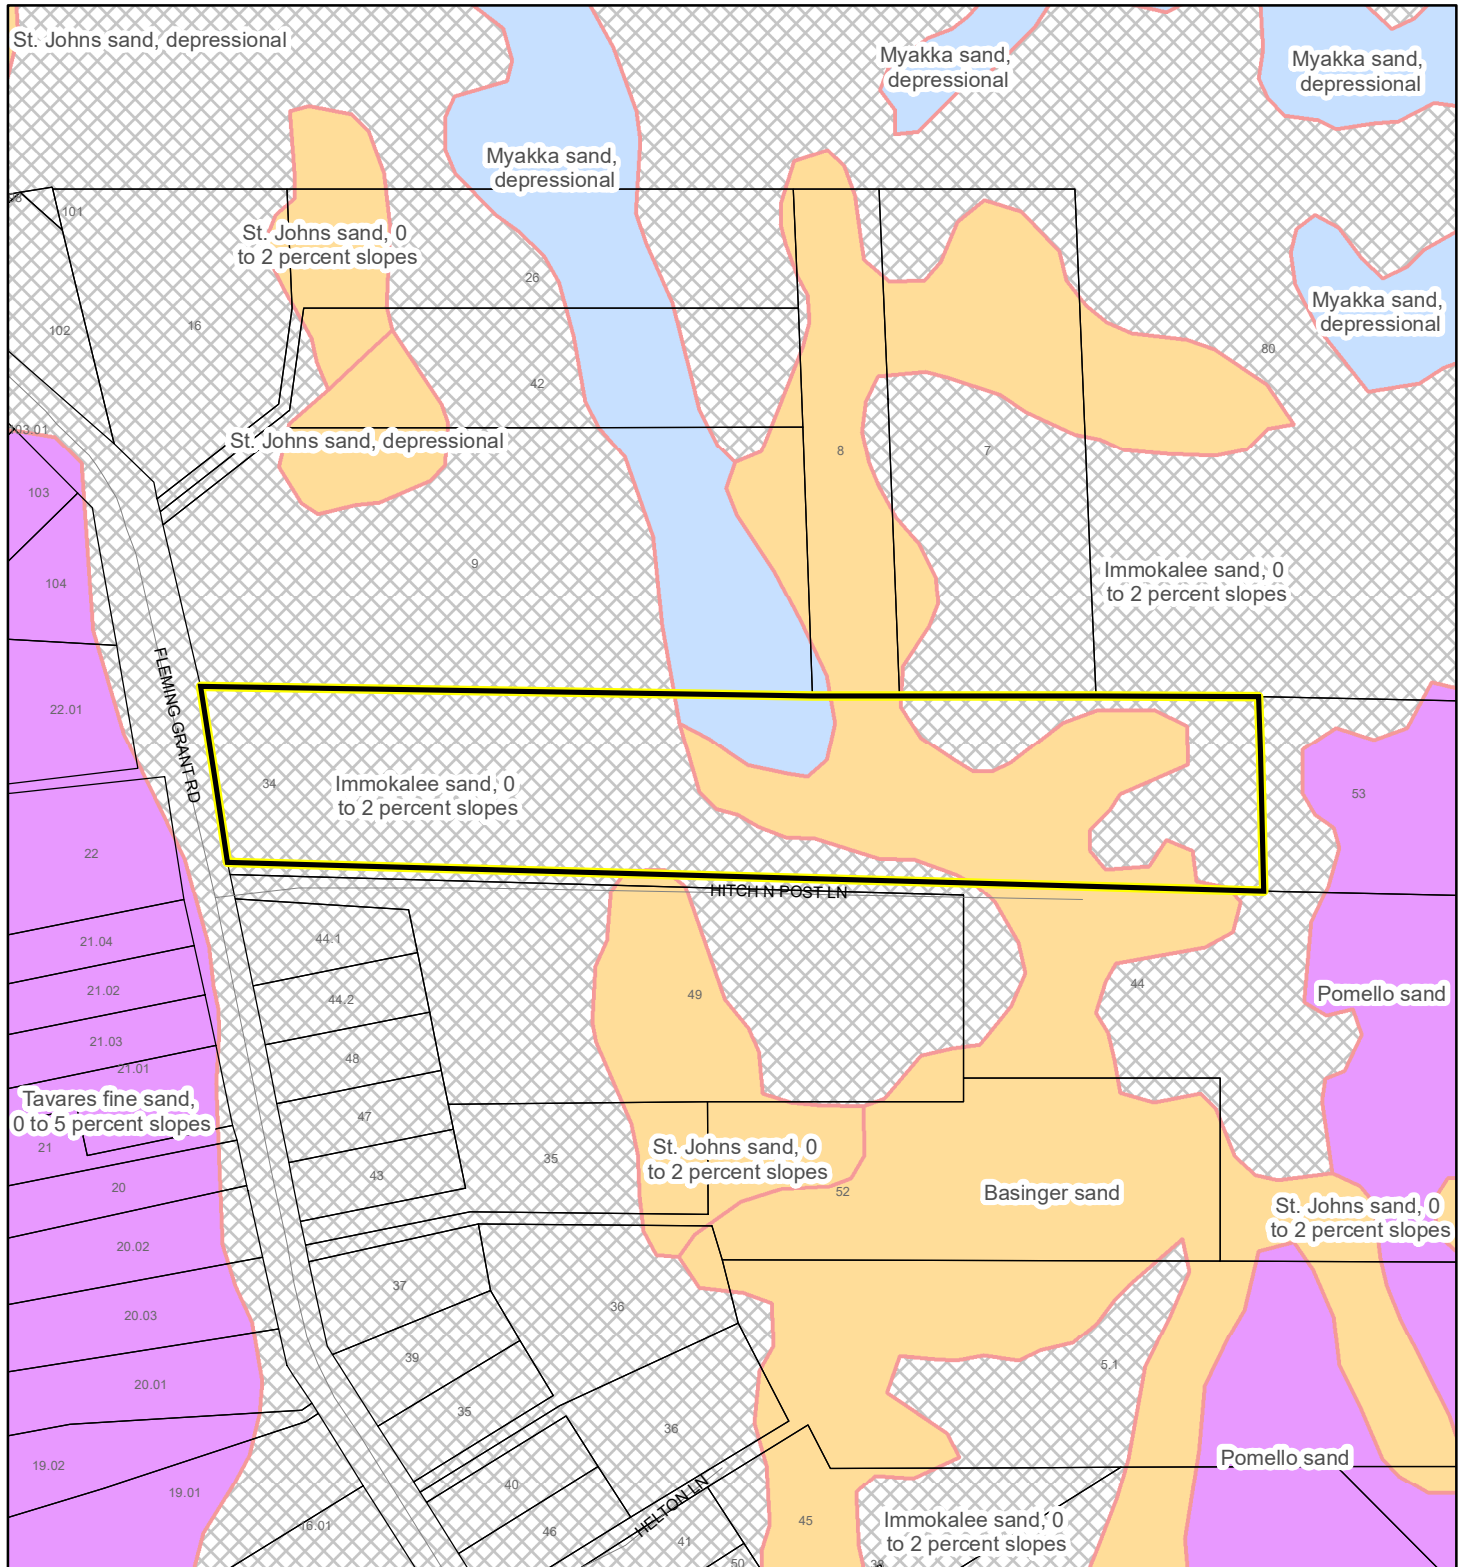 St. Johns sand, depressional
Myakka sand,
depressional
Myakka sand,
depressional
Myakka sand,
depressional
101
St. Johns sand, 0
to 2 percent slopes
26
Myakka sand,
depressional
102
16
80
42
03.01
St. Johns sand, depressional
8
7
103
9
Immokalee sand, 0
to 2 percent slopes
104
FLEMING GRANT RD
22.01
34
Immokalee sand, 0
to 2 percent slopes
53
22
HITCH N POST LN
21.04
44.1
21.02
44.2
49
44
Pomello sand
21.03
48
21.01
Tavares fine sand,
0 to 5 percent slopes
47
21
43
35
St. Johns sand, 0
to 2 percent slopes
52
Basinger sand
20
St. Johns sand, 0
to 2 percent slopes
20.02
37
36
20.03
39
5.1
20.01
35
36
Pomello sand
19.02
19.01
40
HELTON LN
16.01
46
41
45
Immokalee sand, 0
to 2 percent slopes
50